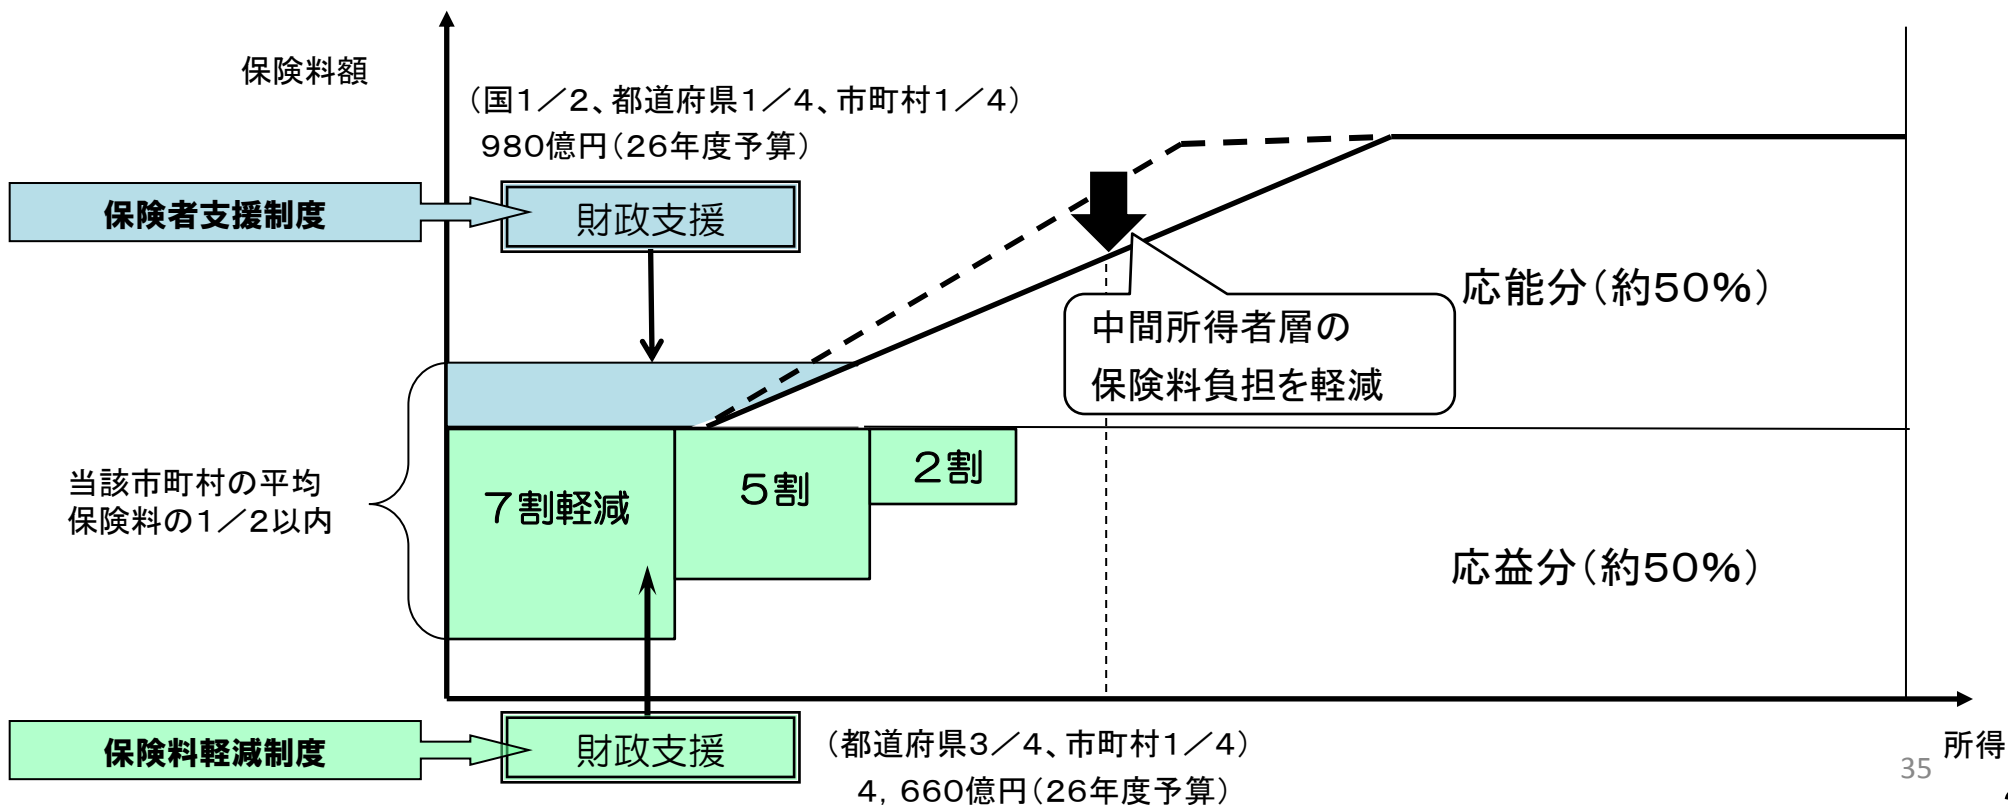 保険料額
（国１／２、都道府県１／４、市町村１／４）
９８０億円（２６年度予算）
保険者支援制度
財政支援
応能分（約５０％）
中間所得者層の
保険料負担を軽減
当該市町村の平均
保険料の１／２以内
７割軽減
５割
２割
応益分（約５０％）
保険料軽減制度
財政支援
（都道府県３／４、市町村１／４）
４，６６０億円（２６年度予算）
所得
35